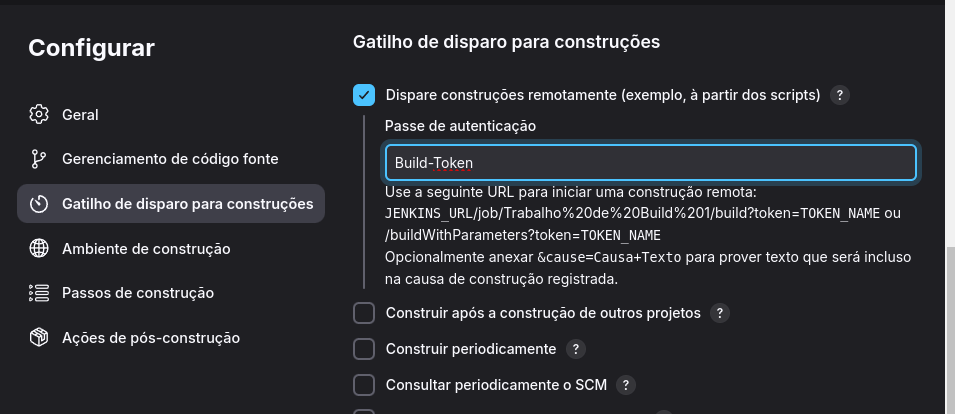 Configurar
Geral
Gerenciamento de código fonte
Gatilho de disparo para construções
Ambiente de construção
Passos de construção
Ações de pós-construção
Gatilho de disparo para construções
Dispare construções remotamente (exemplo, à partir dos scripts) ?
Passe de autenticação
Build-Token
Use a seguinte URL para iniciar uma construção remota:
JENKINS_URL/job/Trabalho%20de%20Build%201/build?token=TOKEN_NAME ou
/buildWithParameters?token=TOKEN_NAME
Opcionalmente anexar &cause=Causa+Texto para prover texto que será incluso
na causa de construção registrada.
Construir após a construção de outros projetos ?
Construir periodicamente ?
Consultar periodicamente o SCM ?